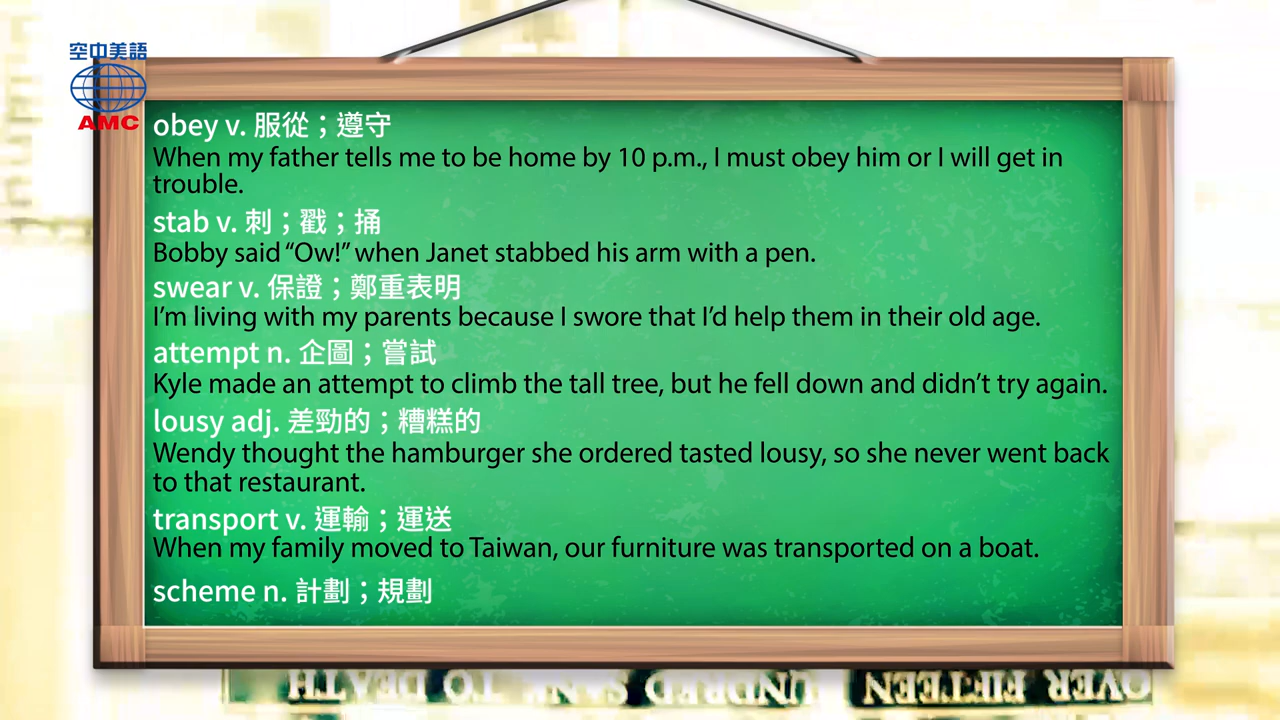 空中美語
AMC
obey v. 服從；遵守
When my father tells me to be home by 10 p.m., I must obey him or I will get in
trouble.
stab v. 刺；戳；捅
Bobby said “Ow!” when Janet stabbed his arm with a pen.
swear v. 保證；鄭重表明
I’m living with my parents because I swore that I’d help them in their old age.
attempt n. 企圖；嘗試
Kyle made an attempt to climb the tall tree, but he fell down and didn’t try again.
lousy adj. 差勁的；糟糕的
Wendy thought the hamburger she ordered tasted lousy, so she never went back
to that restaurant.
transport v. 運輸；運送
When my family moved to Taiwan, our furniture was transported on a boat.
scheme n. 計劃；規劃
OVER FIFTEEN UNDRED SANK TO DEATH